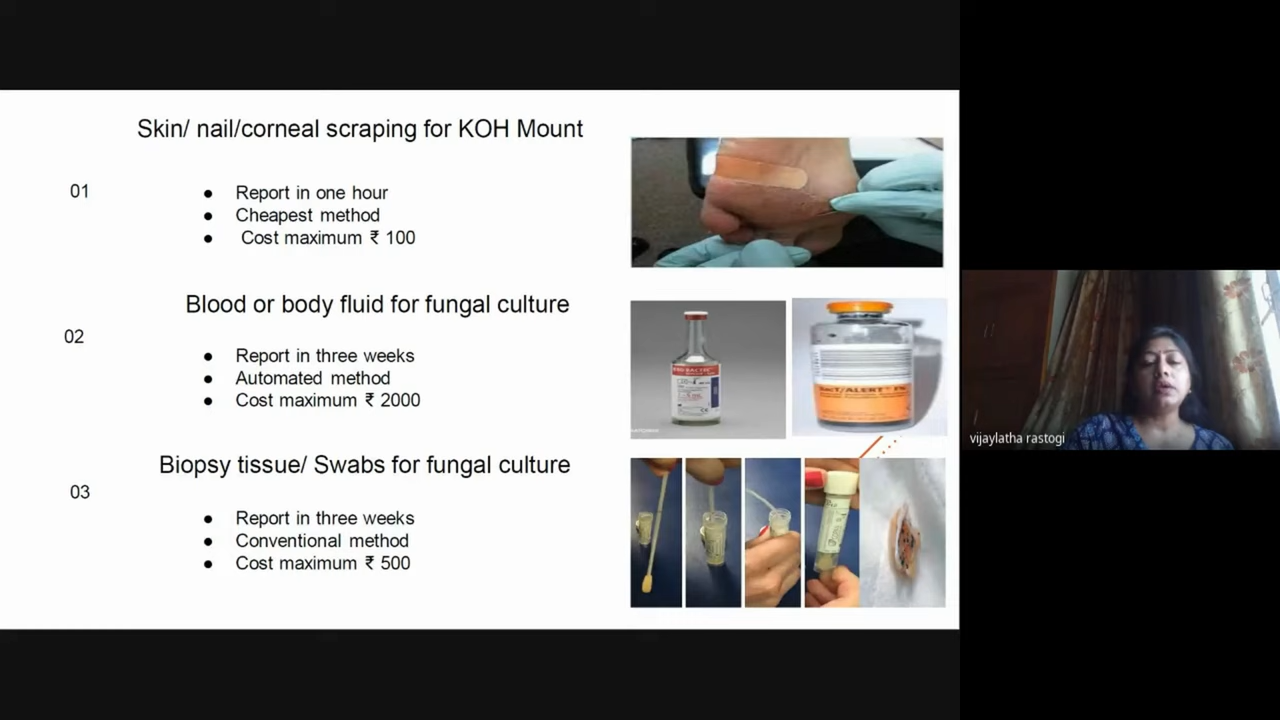 Skin/ nail/corneal scraping for KOH Mount
01
● Report in one hour
● Cheapest method
● Cost maximum ₹ 100
Blood or body fluid for fungal culture
02
● Report in three weeks
● Automated method
● Cost maximum ₹ 2000
BacT/ALERT
Biopsy tissue/ Swabs for fungal culture
03
● Report in three weeks
● Conventional method
● Cost maximum ₹ 500
vijaylatha rastogi